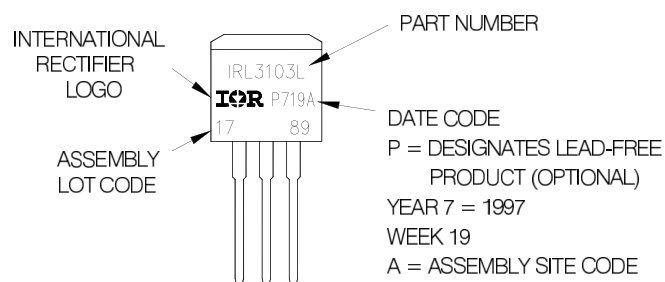 INTERNATIONAL
RECTIFIER
LOGO
PART NUMBER
IRL3103L
IOR P719A
17 89
ASSEMBLY
LOT CODE
DATE CODE
P = DESIGNATES LEAD-FREE
PRODUCT (OPTIONAL)
YEAR 7 = 1997
WEEK 19
A = ASSEMBLY SITE CODE